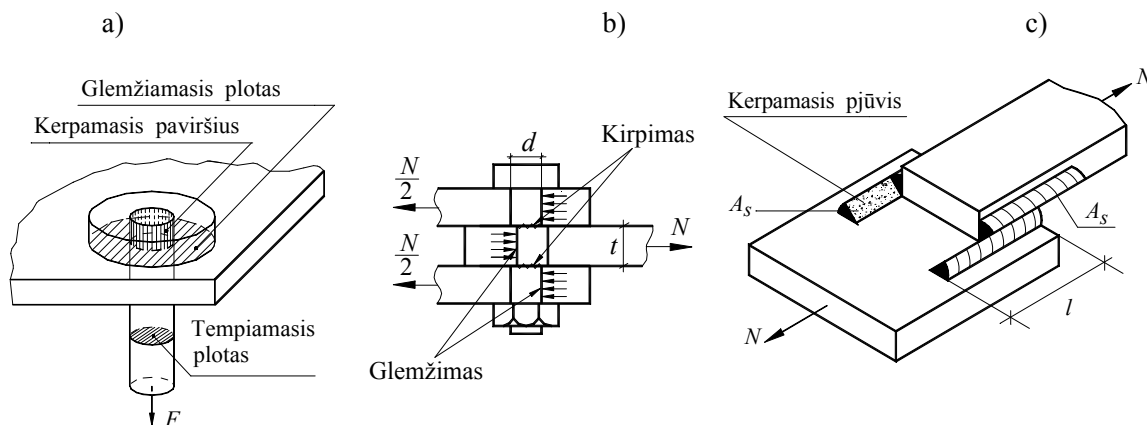 a)
Glemžiamasis plotas
Kerpamasis paviršius
Tempiamasis
plotas
F
b)
Kirpimas
d
N
2
N
2
t
N
Glemžimas
c)
Kerpamasis pjūvis
N
A_s
A_s
l
N